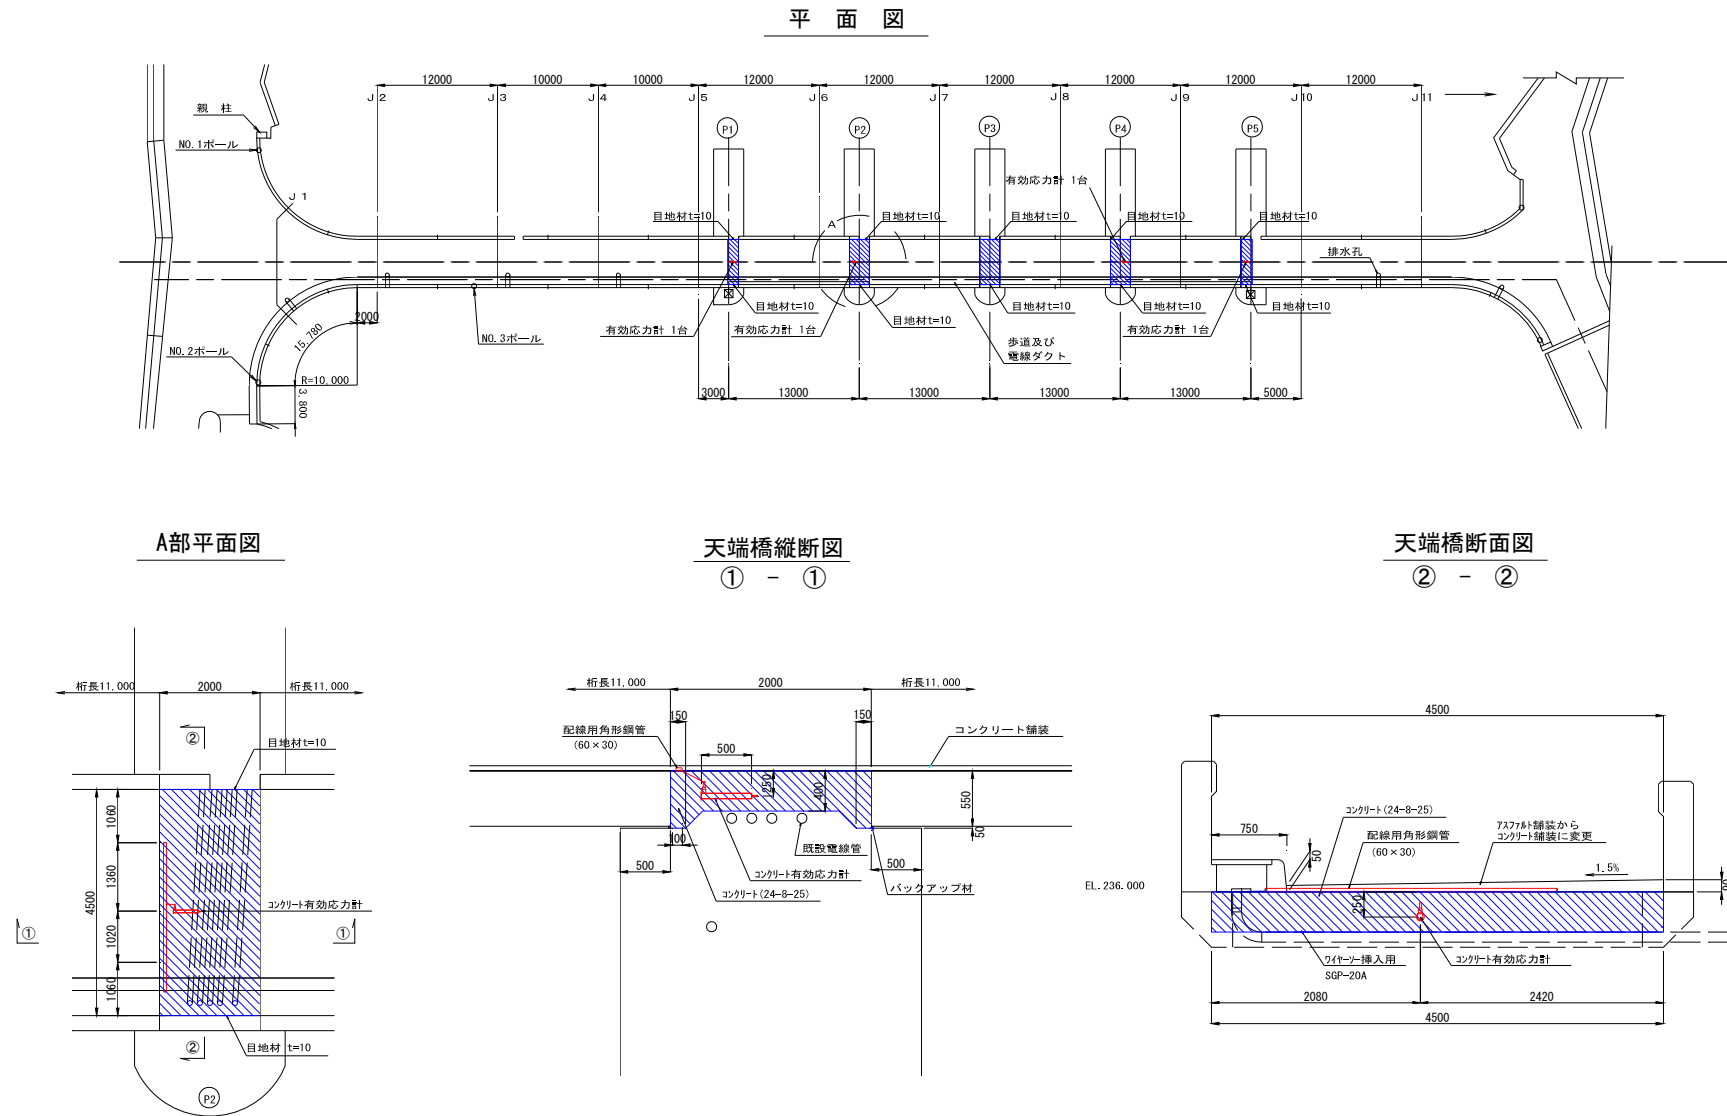 平 面 図
12000 10000 10000 12000 12000 12000 12000 12000 12000
J 2 J 3 J 4 J 5 J 6 J 7 J 8 J 9 J10 J11
親 柱
P1 P2 P3 P4 P5
NO.1ポール
有効応力計 1台
J 1
目地材t=10 目地材t=10 目地材t=10 目地材t=10 目地材t=10
A
排水孔
目地材t=10 目地材t=10 目地材t=10 目地材t=10 目地材t=10
2000
15.780
有効応力計 1台 有効応力計 1台 有効応力計 1台
NO.3ポール
NO.2ポール
歩道及び
電線ダクト
R=10,000
3.800
3000 13000 13000 13000 13000 5000
A部平面図
桁長11,000 2000 桁長11,000
②
目地材t=10
1060
1360
4500
コンクリート有効応力計
① ①
1020
1060
②
目地材 t=10
P2
天端橋縦断図
① - ①
桁長11,000 2000 桁長11,000
150 150
配線用角形鋼管
(60×30)
500
コンクリート舗装
250 400 550
50
100
既設電線管
500 500
コンクリート有効応力計
コンクリート(24-8-25)
バックアップ材
天端橋断面図
② - ②
4500
コンクリート(24-8-25)
750
配線用角形鋼管
(60×30)
アスファルト舗装から
コンクリート舗装に変更
50
1.5%
EL.236.000
250
ワイヤーソー挿入用
SGP-20A
コンクリート有効応力計
2080 2420
4500